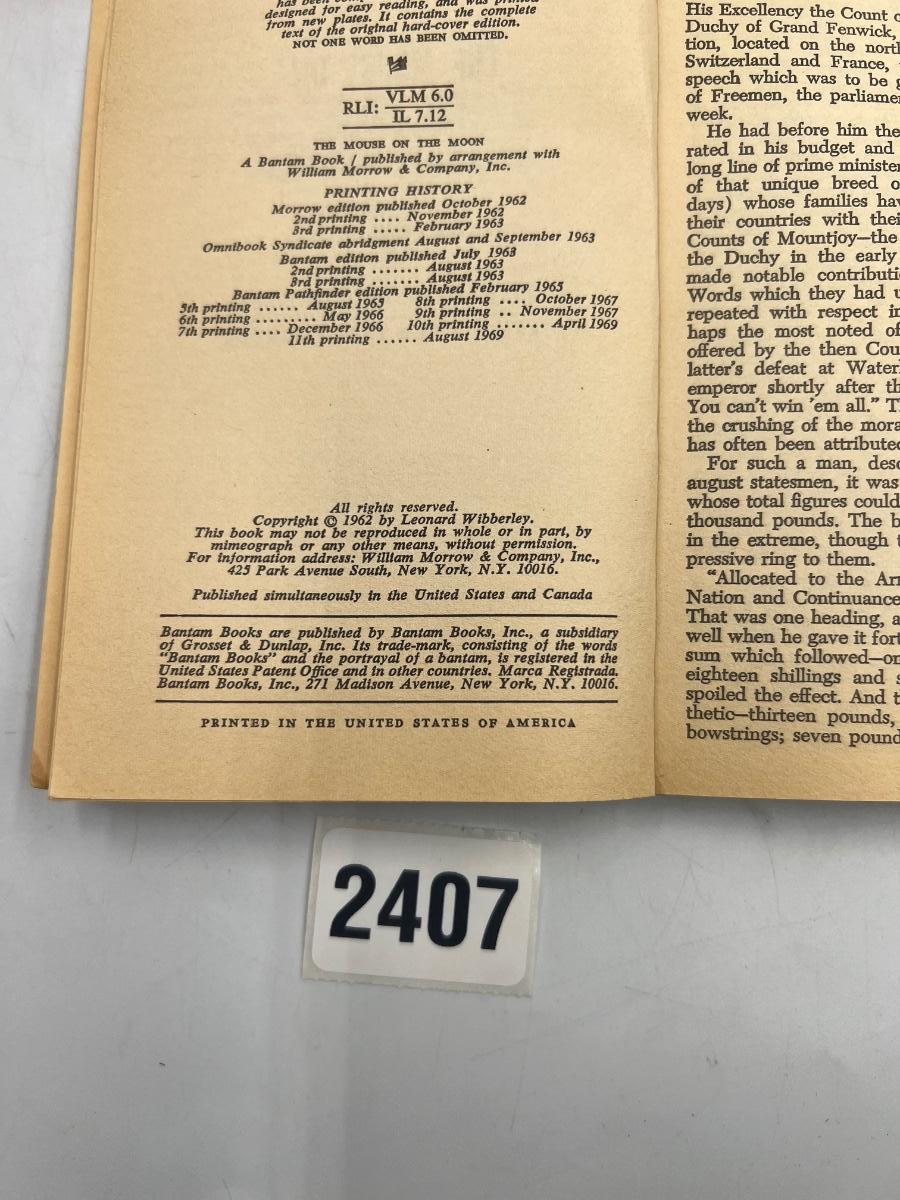 designed for easy reading, and was printed
from new plates. It contains the complete
text of the original hard-cover edition.
NOT ONE WORD HAS BEEN OMITTED.
RLI: VLM 6.0
IL 7.12
THE MOUSE ON THE MOON
A Bantam Book / published by arrangement with
William Morrow & Company, Inc.
PRINTING HISTORY
Morrow edition published October 1962
2nd printing .... November 1962
3rd printing ..... February 1963
Omnibook Syndicate abridgment August and September 1963
Bantam edition published July 1963
2nd printing ....... August 1963
3rd printing ....... August 1963
Bantam Pathfinder edition published February 1965
5th printing ...... August 1965 8th printing .... October 1967
6th printing ......... May 1966 9th printing .. November 1967
7th printing .... December 1966 10th printing ....... April 1969
11th printing ...... August 1969
All rights reserved.
Copyright © 1962 by Leonard Wibberley.
This book may not be reproduced in whole or in part, by
mimeograph or any other means, without permission.
For information address: William Morrow & Company, Inc.,
425 Park Avenue South, New York, N.Y. 10016.
Published simultaneously in the United States and Canada
Bantam Books are published by Bantam Books, Inc., a subsidiary
of Grosset & Dunlap, Inc. Its trade-mark, consisting of the words
"Bantam Books" and the portrayal of a bantam, is registered in the
United States Patent Office and in other countries. Marca Registrada.
Bantam Books, Inc., 271 Madison Avenue, New York, N.Y. 10016.
PRINTED IN THE UNITED STATES OF AMERICA
His Excellency the Count
Duchy of Grand Fenwick,
tion, located on the
Switzerland and France,
speech which was to be
of Freemen, the
week.
He had before him the
rated in his budget and
long line of prime
of that unique breed
days) whose families
their countries with
Counts of Mountjoy—the
the Duchy in the early
made notable
Words which they had
repeated with respect
haps the most noted of
offered by the then
latter's defeat at
emperor shortly after
You can't win 'em all."
the crushing of the
has often been
For such a man,
august statesmen, it was
whose total figures could
thousand pounds. The
in the extreme, though
pressive ring to them.
"Allocated to the
Nation and Continuance
That was one heading,
well when he gave it
sum which
eighteen shillings and
spoiled the effect. And
thetic—thirteen pounds,
bowstrings; seven
2407